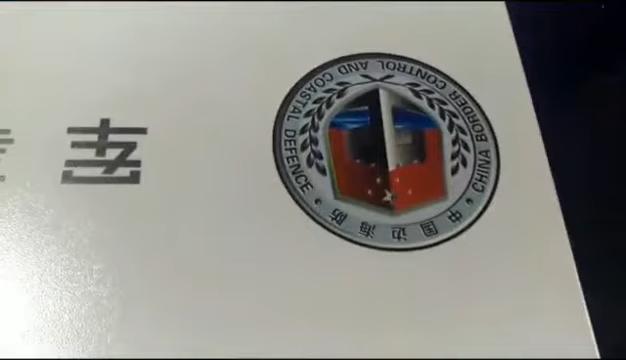 中国边海防
CHINA BORDER CONTROL AND COASTAL DEFENCE